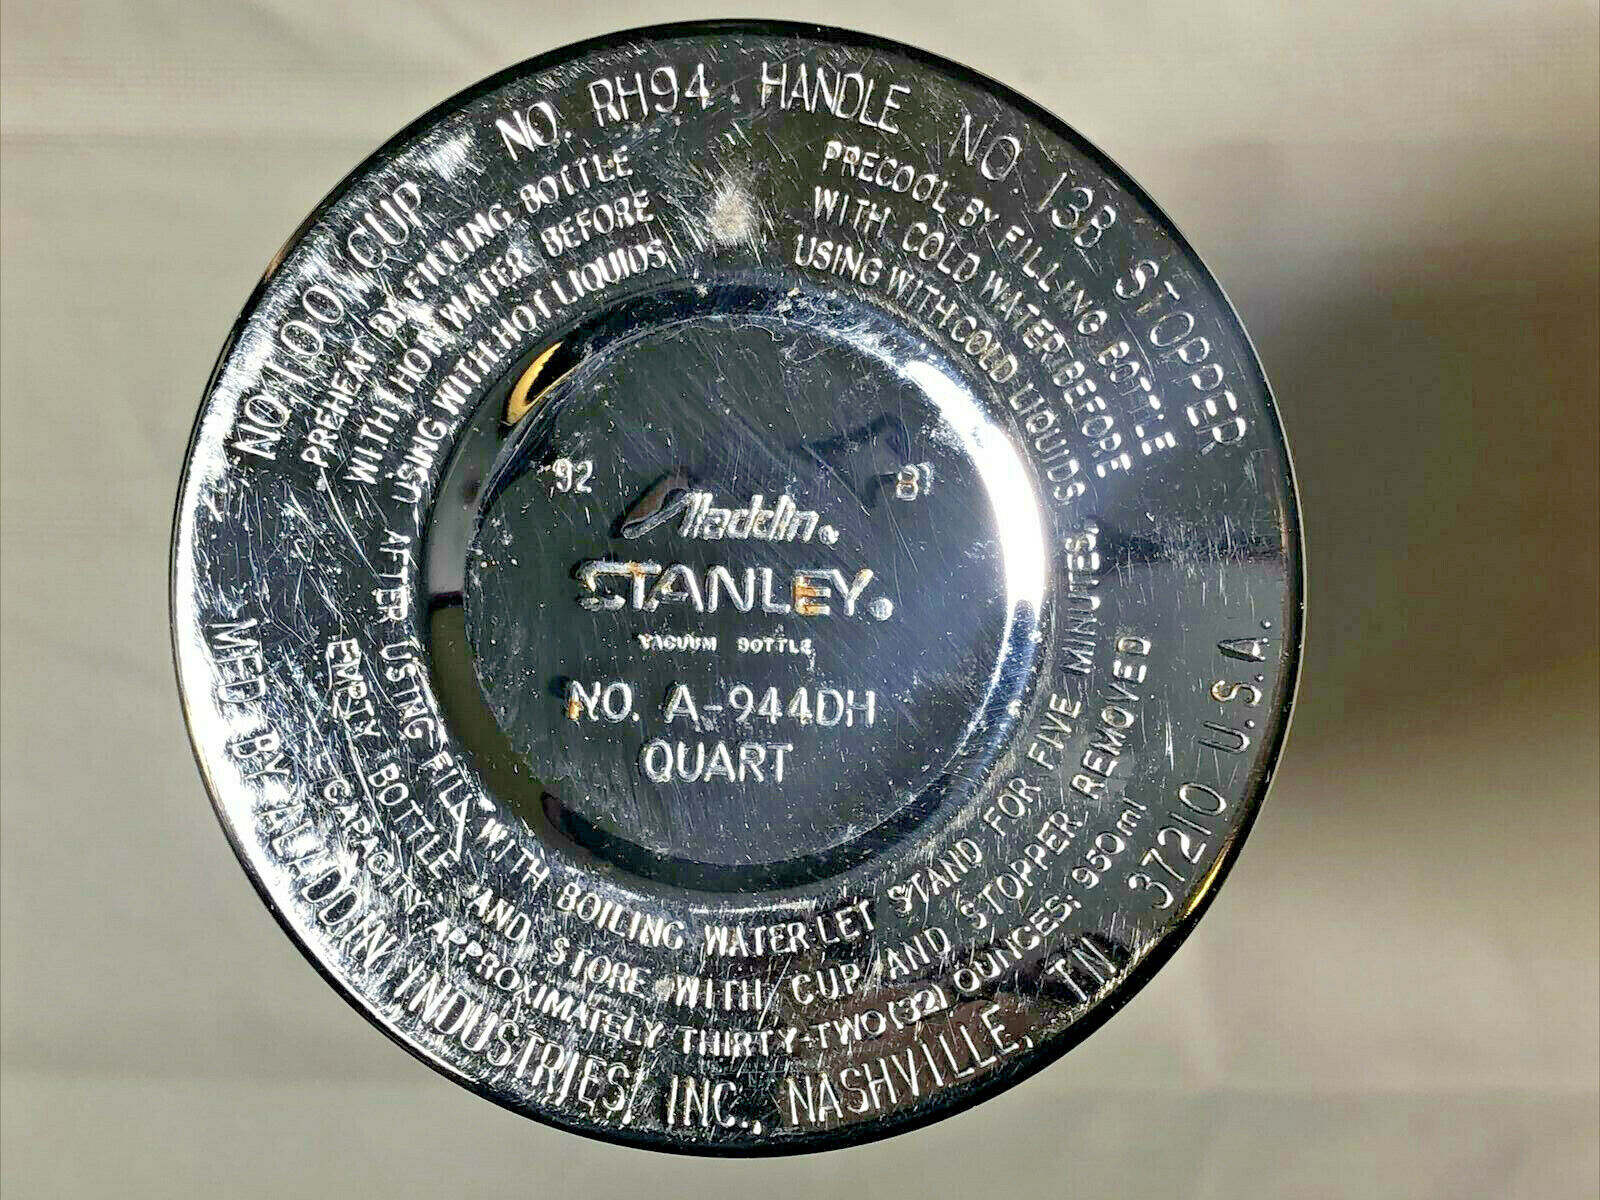 NO. 100 CUP NO. RH94 HANDLE NO. 13B STOPPER
PREHEAT BY FILLING BOTTLE
WITH HOT WATER BEFORE
USING WITH HOT LIQUIDS
PRECOOL BY FILLING BOTTLE
WITH COLD WATER BEFORE
USING WITH COLD LIQUIDS
92
Aladdin
STANLEY®
VACUUM BOTTLE
NO. A-944DH
QUART
AFTER USING FILL WITH BOILING WATER. LET STAND FOR FIVE MINUTES.
EMPTY BOTTLE AND STORE WITH CUP AND STOPPER REMOVED
CAPACITY APPROXIMATELY THIRTY-TWO (32) OUNCES: 950ml
MFD BY ALADDIN INDUSTRIES, INC., NASHVILLE, TN 37210 U.S.A.